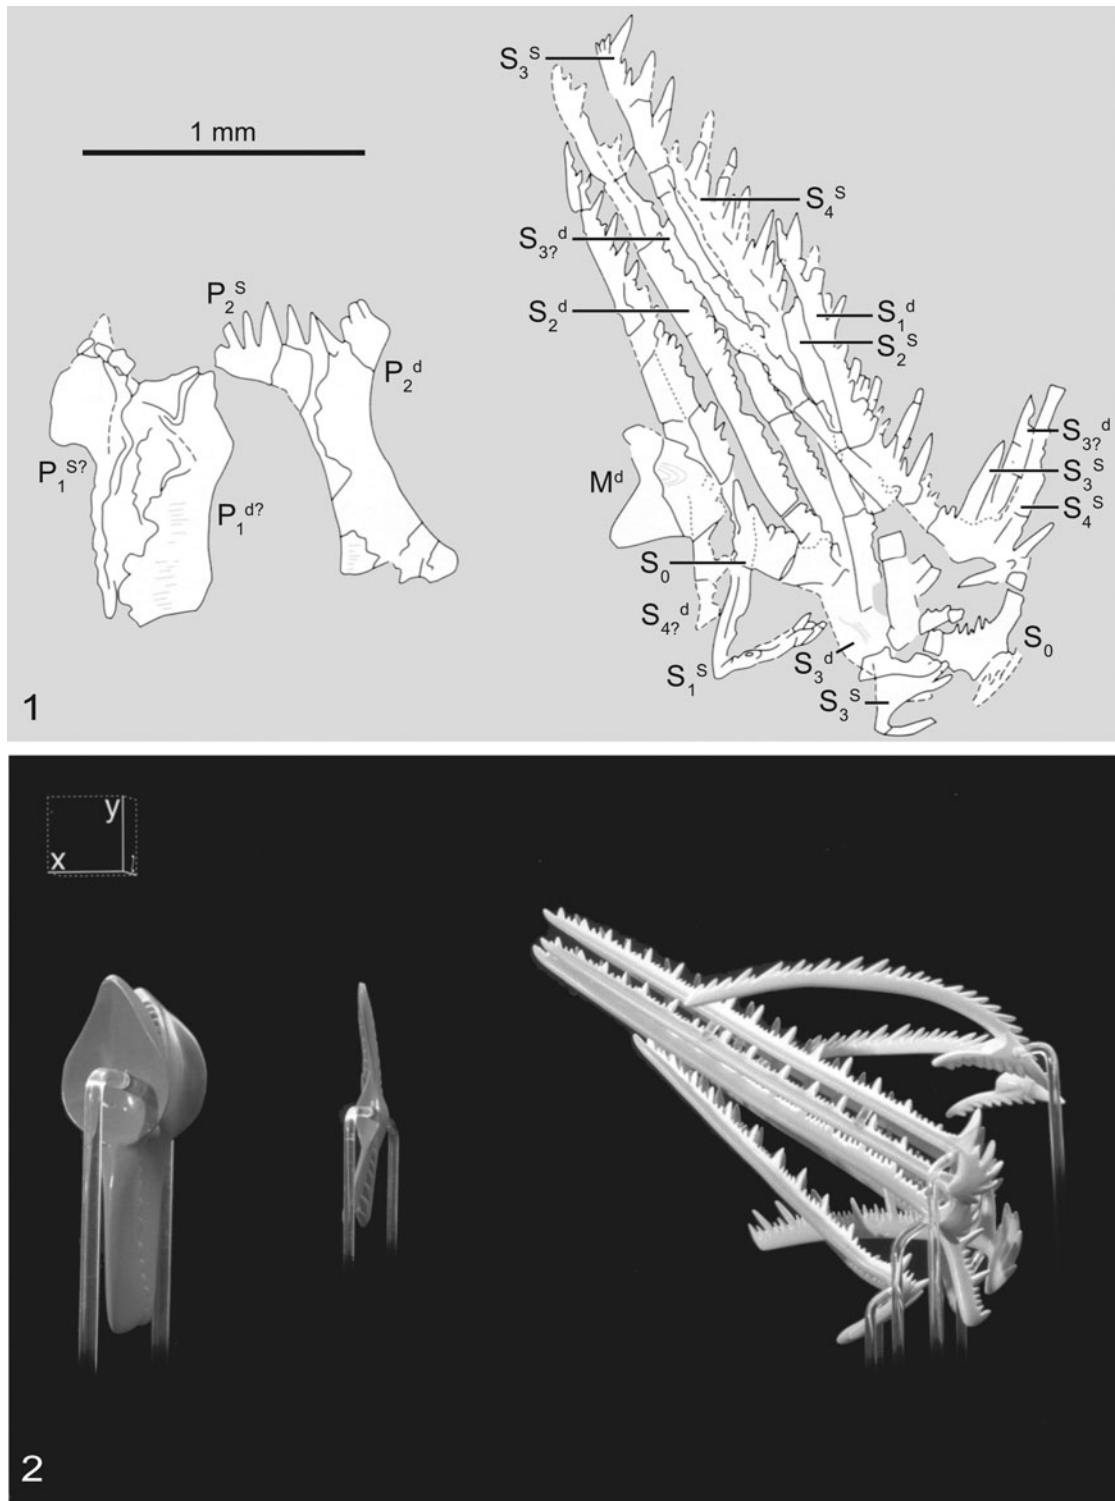 S₃ˢ
1 mm
S₄ˢ
S₃?ᵈ
P₂ˢ
S₂ᵈ
S₁ᵈ
S₂ˢ
P₂ᵈ
S₃?ᵈ
P₁ˢ?
S₃ˢ
Mᵈ
P₁ᵈ?
S₄ˢ
S₀
S₄?ᵈ
S₀
S₁ˢ
S₃ᵈ
S₃ˢ
1
y
x
2